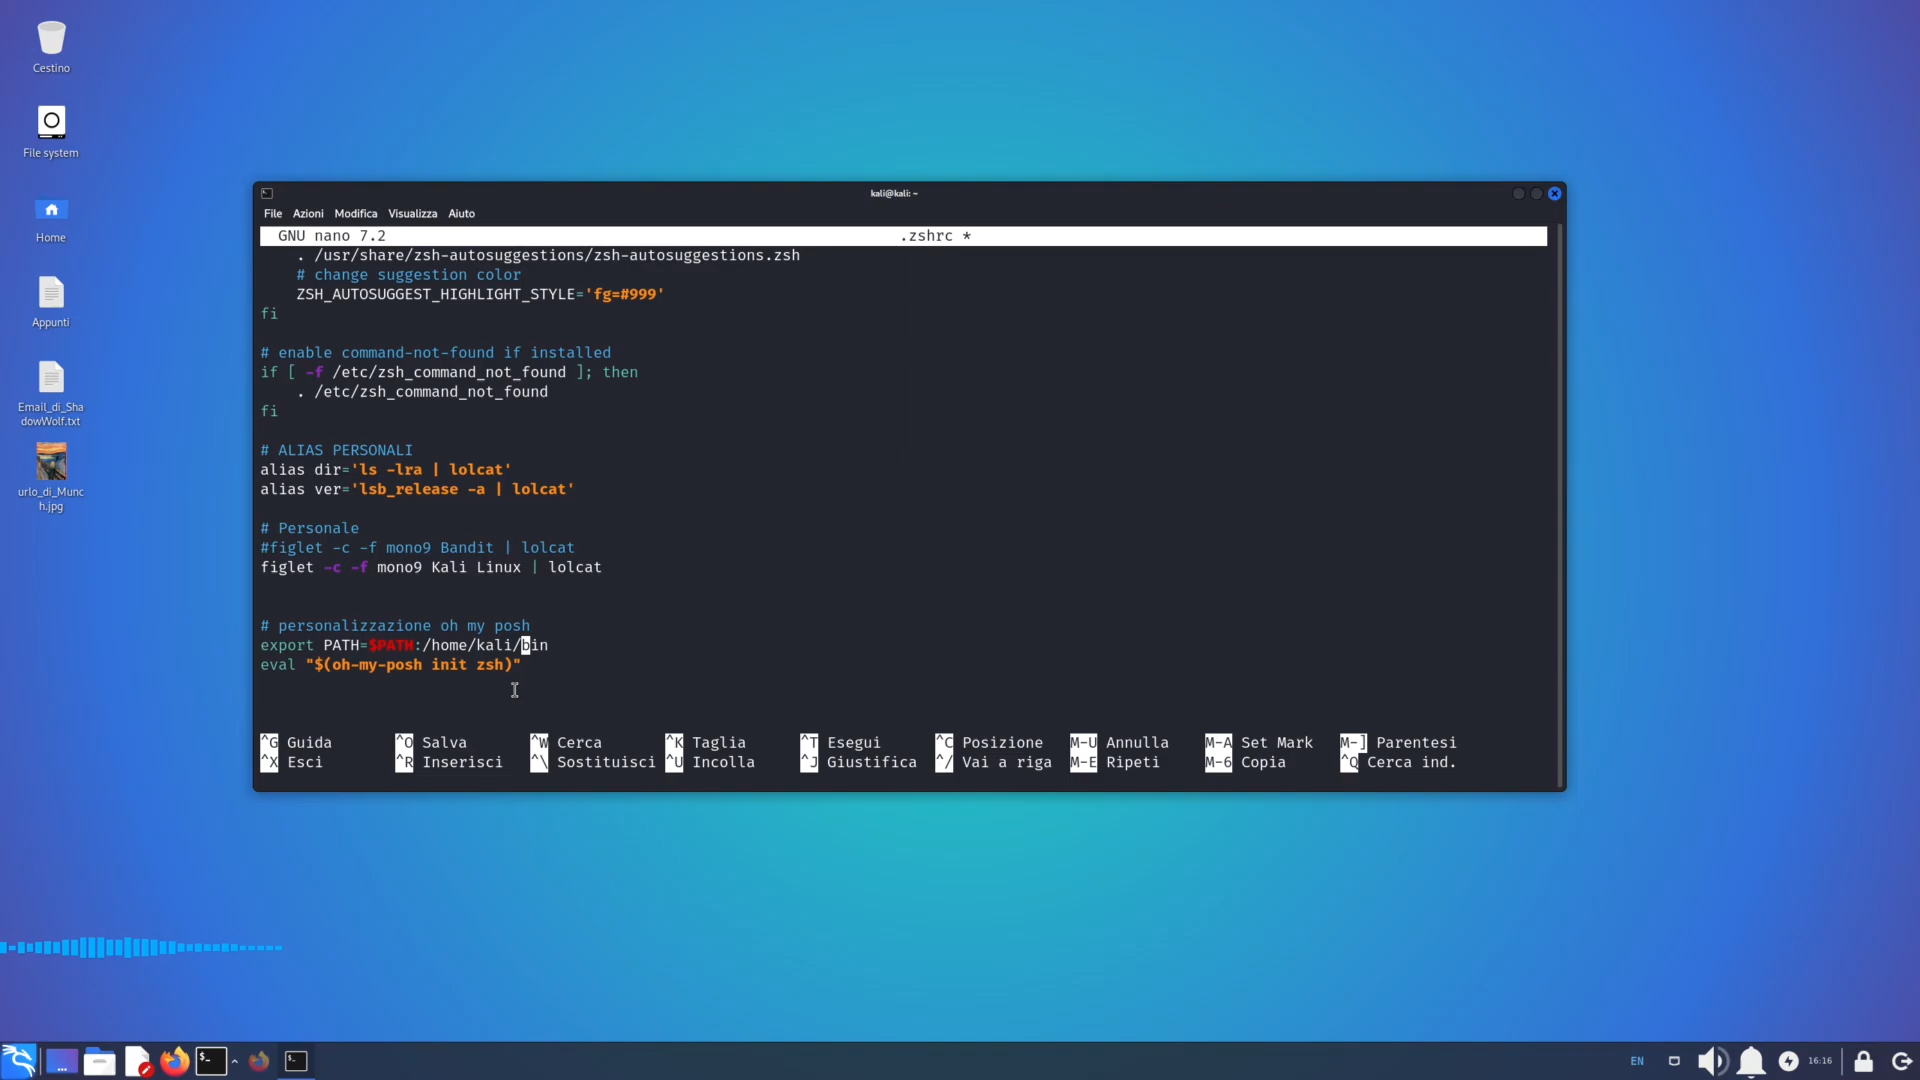 Cestino
File system
Home
Appunti
Email_di_Sha
dowWolf.txt
urlo_di_Munc
h.jpg
kali@kali: ~
File Azioni Modifica Visualizza Aiuto
GNU nano 7.2 .zshrc *
. /usr/share/zsh-autosuggestions/zsh-autosuggestions.zsh
# change suggestion color
ZSH_AUTOSUGGEST_HIGHLIGHT_STYLE='fg=#999'
fi
# enable command-not-found if installed
if [ -f /etc/zsh_command_not_found ]; then
. /etc/zsh_command_not_found
fi
# ALIAS PERSONALI
alias dir='ls -lra | lolcat'
alias ver='lsb_release -a | lolcat'
# Personale
#figlet -c -f mono9 Bandit | lolcat
figlet -c -f mono9 Kali Linux | lolcat
# personalizzazione oh my posh
export PATH=$PATH:/home/kali/bin
eval "$(oh-my-posh init zsh)"
^G Guida ^O Salva ^W Cerca ^K Taglia ^T Esegui ^C Posizione M-U Annulla M-A Set Mark M-] Parentesi
^X Esci ^R Inserisci ^\ Sostituisci ^U Incolla ^J Giustifica ^/ Vai a riga M-E Ripeti M-6 Copia ^Q Cerca ind.
EN 16:16